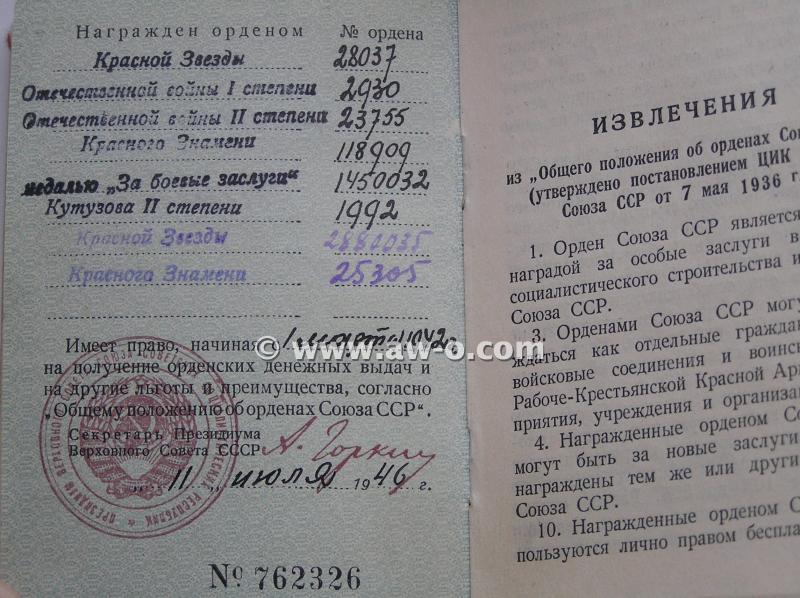 Награжден орденом № ордена
Красной Звезды 28037
Отечественной войны I степени 2930
Отечественной войны II степени 23755
Красного Знамени 118909
медалью „За боевые заслуги“ 1450032
Кутузова II степени 1992
Красной Звезды 2882035
Красного Знамени 25305
Имеет право, начиная с 1 март 1942 г.
© www.aw-o.com
на получение орденских денежных выдач и
на другие льготы и преимущества, согласно
„Общему положению об орденах Союза ССР“.
Секретарь Президиума
Верховного Совета СССР А. Горкин
„11„ июля 1946 г.
№ 762326
ИЗВЛЕЧЕНИЯ
из „Общего положения об орденах Сою
(утверждено постановлением ЦИК
Союза ССР от 7 мая 1936 г.
1. Орден Союза ССР является
наградой за особые заслуги в
социалистического строительства и
Союза ССР.
3. Орденами Союза ССР могу
ждаться как отдельные граждан
войсковые соединения и воинск
Рабоче-Крестьянской Красной Ар
приятия, учреждения и организа
4. Награжденные орденом Со
могут быть за новые заслуги
награждены тем же или други
Союза ССР.
10. Награжденные орденом С
пользуются лично правом беспла